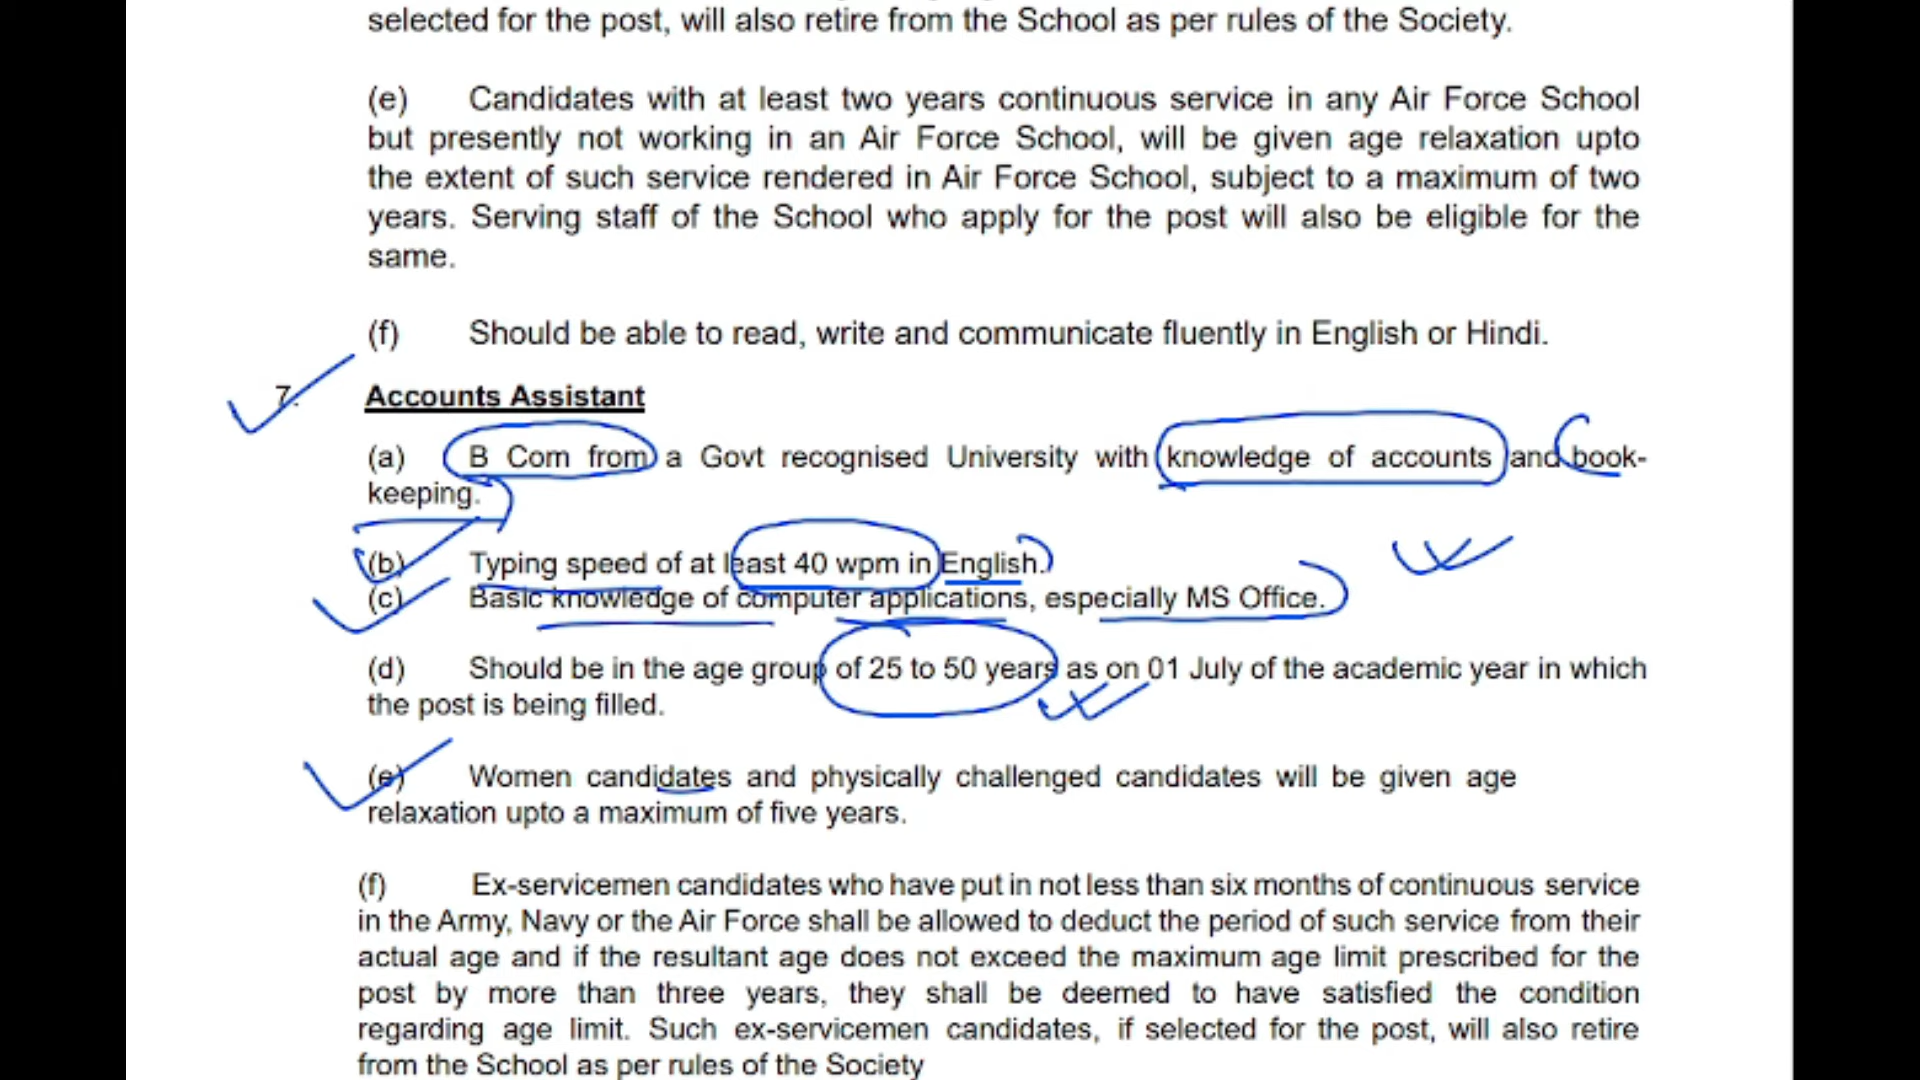 selected for the post, will also retire from the School as per rules of the Society.
(e) Candidates with at least two years continuous service in any Air Force School
but presently not working in an Air Force School, will be given age relaxation upto
the extent of such service rendered in Air Force School, subject to a maximum of two
years. Serving staff of the School who apply for the post will also be eligible for the
same.
(f) Should be able to read, write and communicate fluently in English or Hindi.
7. Accounts Assistant
(a) B Com from a Govt recognised University with knowledge of accounts and book-
keeping.
(b) Typing speed of at least 40 wpm in English.
(c) Basic knowledge of computer applications, especially MS Office.
(d) Should be in the age group of 25 to 50 years as on 01 July of the academic year in which
the post is being filled.
(e) Women candidates and physically challenged candidates will be given age
relaxation upto a maximum of five years.
(f) Ex-servicemen candidates who have put in not less than six months of continuous service
in the Army, Navy or the Air Force shall be allowed to deduct the period of such service from their
actual age and if the resultant age does not exceed the maximum age limit prescribed for the
post by more than three years, they shall be deemed to have satisfied the condition
regarding age limit. Such ex-servicemen candidates, if selected for the post, will also retire
from the School as per rules of the Society